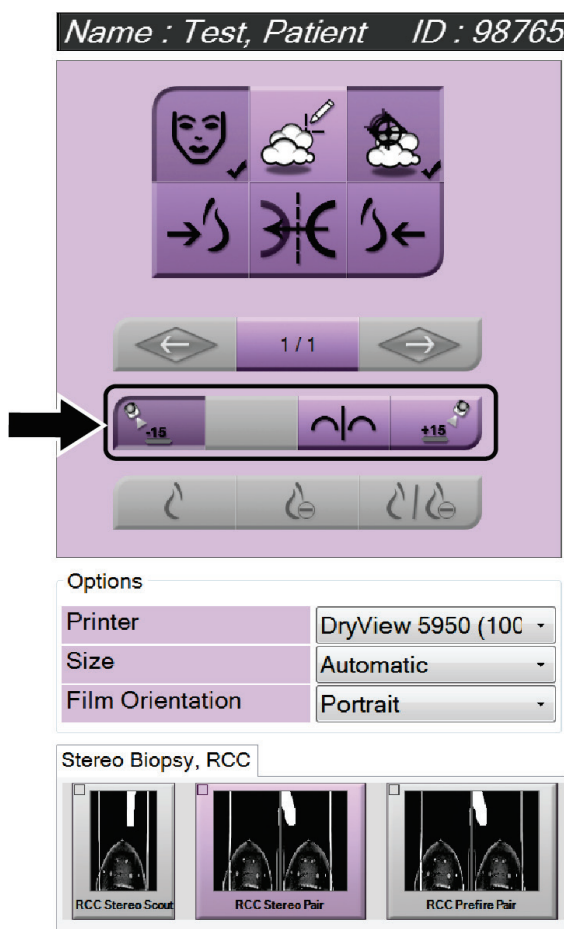 Name : Test, Patient ID : 98765
1 / 1
-15 +15
Options
Printer DryView 5950 (100
Size Automatic
Film Orientation Portrait
Stereo Biopsy, RCC
RCC Stereo Scout RCC Stereo Pair RCC Prefire Pair